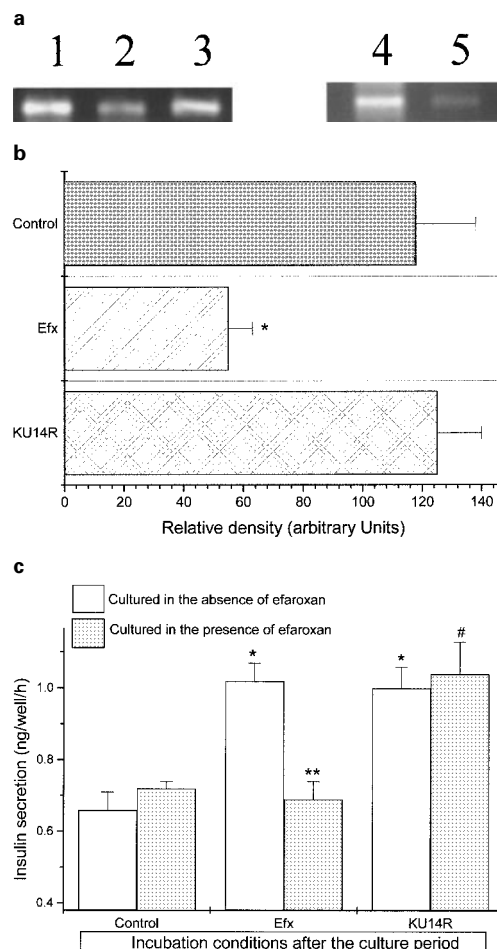 a
1 2 3 4 5
b
Control
Efx
*
KU14R
0 20 40 60 80 100 120 140
Relative density (arbitrary Units)
c
Cultured in the absence of efaroxan
Cultured in the presence of efaroxan
Insulin secretion (ng/well/h)
1.0
0.8
0.6
0.4
* ** * #
Control Efx KU14R
Incubation conditions after the culture period